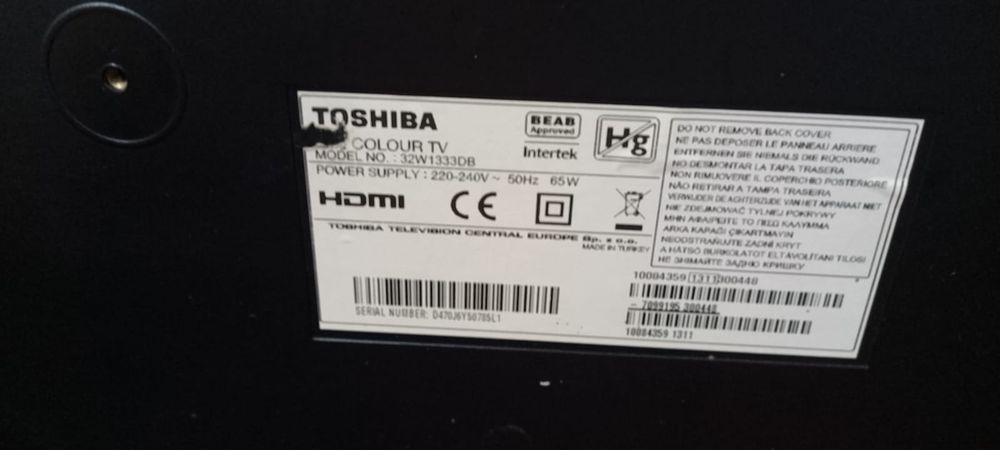 TOSHIBA
COLOUR TV
MODEL NO. : 32W1333DB
POWER SUPPLY : 220-240V ~ 50Hz 65W
BEAB
Approved
Intertek
Hg
HDMI CE
TOSHIBA TELEVISION CENTRAL EUROPE Sp. z o.o.
MADE IN TURKEY
SERIAL NUMBER: D470J6Y50785L1
DO NOT REMOVE BACK COVER
NE PAS DEPOSER LE PANNEAU ARRIERE
ENTFERNEN SIE NIEMALS DIE RÜCKWAND
NO DESMONTAR LA TAPA TRASERA
NON RIMUOVERE IL COPERCHIO POSTERIORE
NÃO RETIRAR A TAMPA TRASEIRA
VERWIJDER DE ACHTERZIJDE VAN HET APPARAAT NIET
NIE ZDEJMOWAĆ TYLNEJ POKRYWY
ΜΗΝ ΑΦΑΙΡΕΙΤΕ ΤΟ ΠΙΣΩ ΚΑΛΥΜΜΑ
ARKA KAPAĞI ÇIKARTMAYIN
NEODSTRAŇUJTE ZADNÍ KRYT
A HÁTSÓ BURKOLATOT ELTÁVOLÍTANI TILOS!
НЕ СНИМАЙТЕ ЗАДНЮЮ КРИШКУ
10084359 1311 300448
7099195 300448
10084359 1311